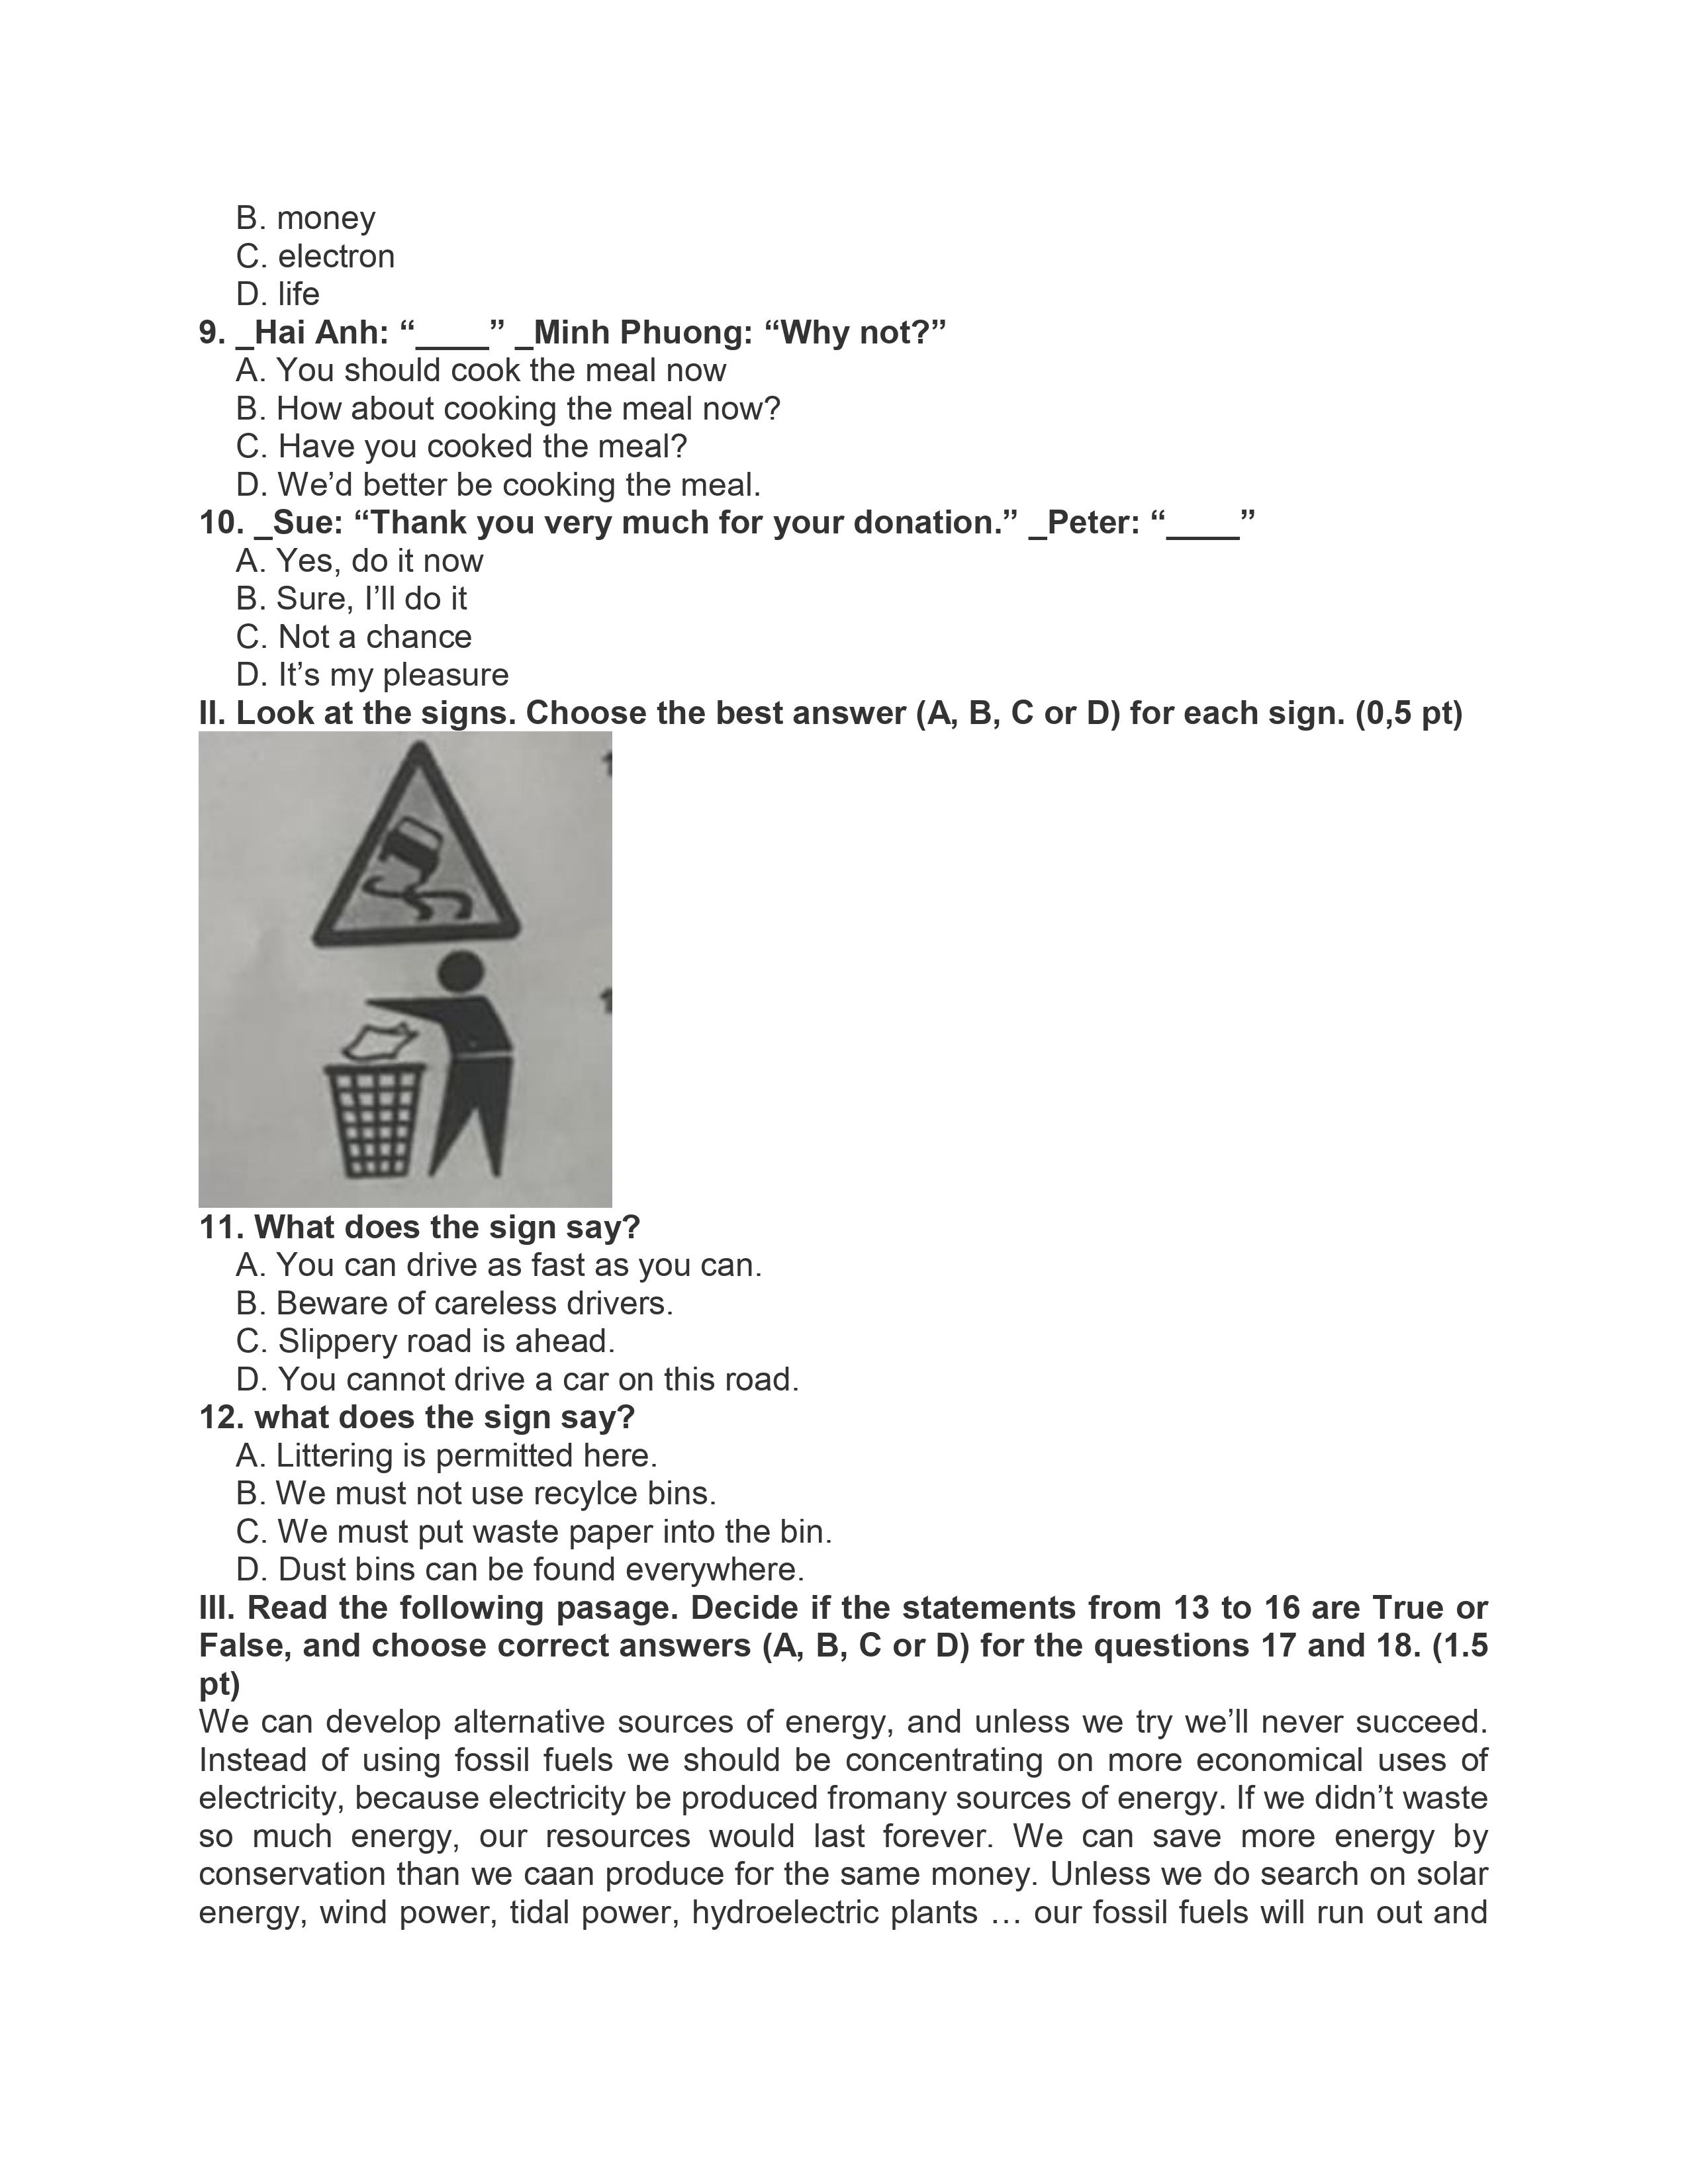 B. money
C. electron
D. life
9. _Hai Anh: “____” _Minh Phuong: “Why not?”
A. You should cook the meal now
B. How about cooking the meal now?
C. Have you cooked the meal?
D. We’d better be cooking the meal.
10. _Sue: “Thank you very much for your donation.” _Peter: “____”
A. Yes, do it now
B. Sure, I’ll do it
C. Not a chance
D. It’s my pleasure
II. Look at the signs. Choose the best answer (A, B, C or D) for each sign. (0,5 pt)
11. What does the sign say?
A. You can drive as fast as you can.
B. Beware of careless drivers.
C. Slippery road is ahead.
D. You cannot drive a car on this road.
12. what does the sign say?
A. Littering is permitted here.
B. We must not use recylce bins.
C. We must put waste paper into the bin.
D. Dust bins can be found everywhere.
III. Read the following pasage. Decide if the statements from 13 to 16 are True or
False, and choose correct answers (A, B, C or D) for the questions 17 and 18. (1.5
pt)
We can develop alternative sources of energy, and unless we try we’ll never succeed.
Instead of using fossil fuels we should be concentrating on more economical uses of
electricity, because electricity be produced fromany sources of energy. If we didn’t waste
so much energy, our resources would last forever. We can save more energy by
conservation than we caan produce for the same money. Unless we do search on solar
energy, wind power, tidal power, hydroelectric plants … our fossil fuels will run out and